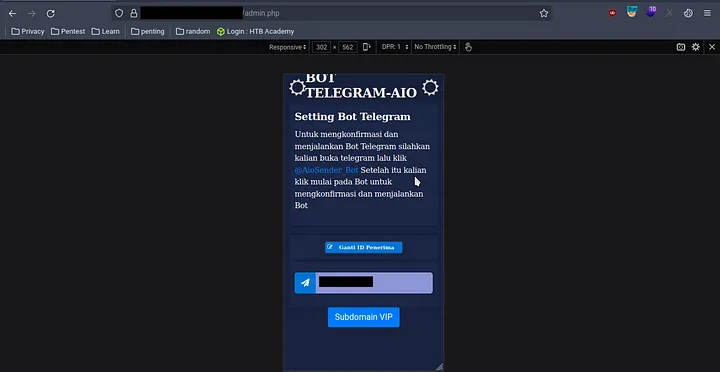 /admin.php
10
Privacy Pentest Learn penting random Login : HTB Academy
Responsive 302 × 562 DPR: 1 No Throttling
BOT
TELEGRAM-AIO
Setting Bot Telegram
Untuk mengkonfirmasi dan
menjalankan Bot Telegram silahkan
kalian buka telegram lalu klik
@AioSender_Bot Setelah itu kalian
klik mulai pada Bot untuk
mengkonfirmasi dan menjalankan
Bot
Ganti ID Penerima
Subdomain VIP